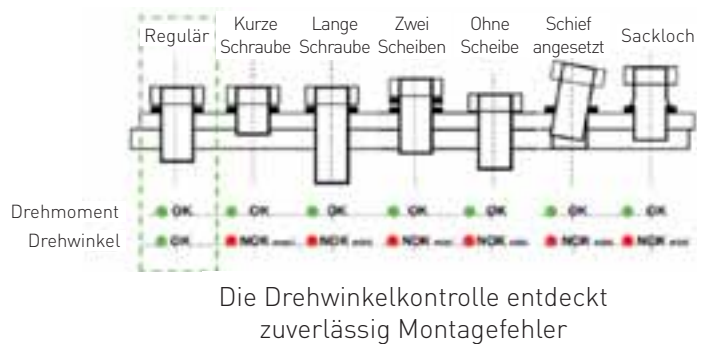 Regulär
Kurze Schraube
Lange Schraube
Zwei Scheiben
Ohne Scheibe
Schief angesetzt
Sackloch
Drehmoment OK OK OK OK OK OK OK
Drehwinkel OK NOK NOK NOK NOK NOK NOK
Die Drehwinkelkontrolle entdeckt
zuverlässig Montagefehler